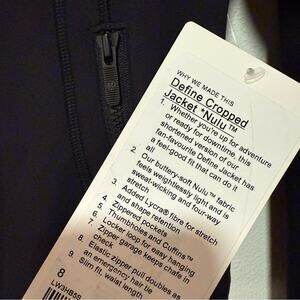 WHY WE MADE THIS
Define Cropped
Jacket *Nulu™
1. Whether you're up for adventure
or ready for downtime, this
shortened version of our
fan-favourite Define Jacket has
a feel-good fit that can do it
all
2. Our buttery-soft Nulu™ fabric
feels weightlessly light and is
sweat-wicking and four-way
stretch
3. Added Lycra® fibre for stretch
and shape retention
4. Zippered pockets
5. Thumbholes and Cuffins™
6. Locker loop for easy hanging
7. Zipper garage keeps chafe in
check
8. Elastic zipper pull doubles as
an emergency hair tie
9. Slim fit, waist length
8
LW3HB5S